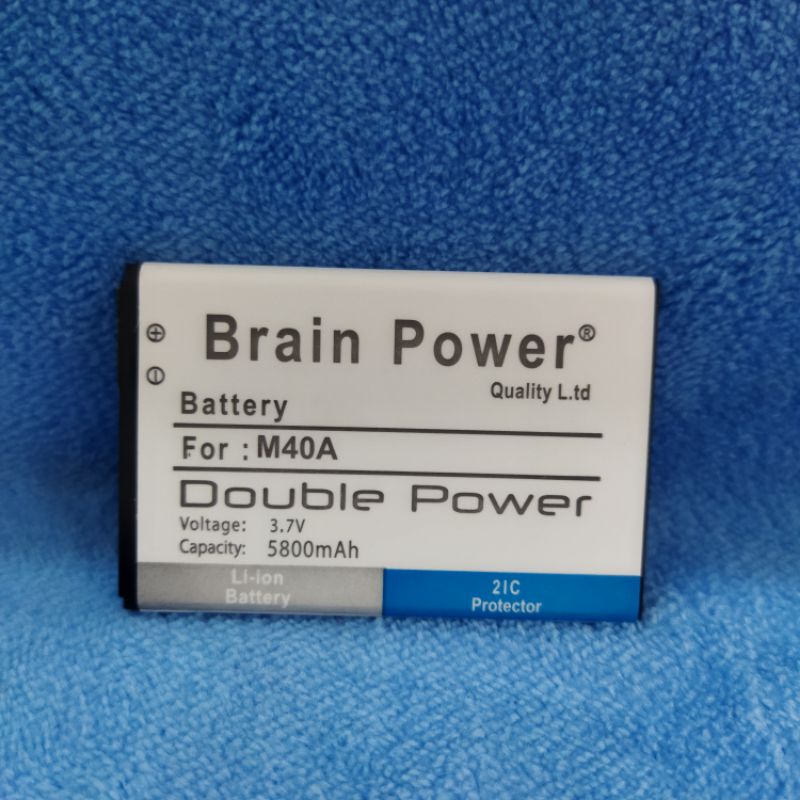 Brain Power®
Quality L.td
Battery
For : M40A
Double Power
Voltage: 3.7V
Capacity: 5800mAh
Li-ion
Battery
2IC
Protector